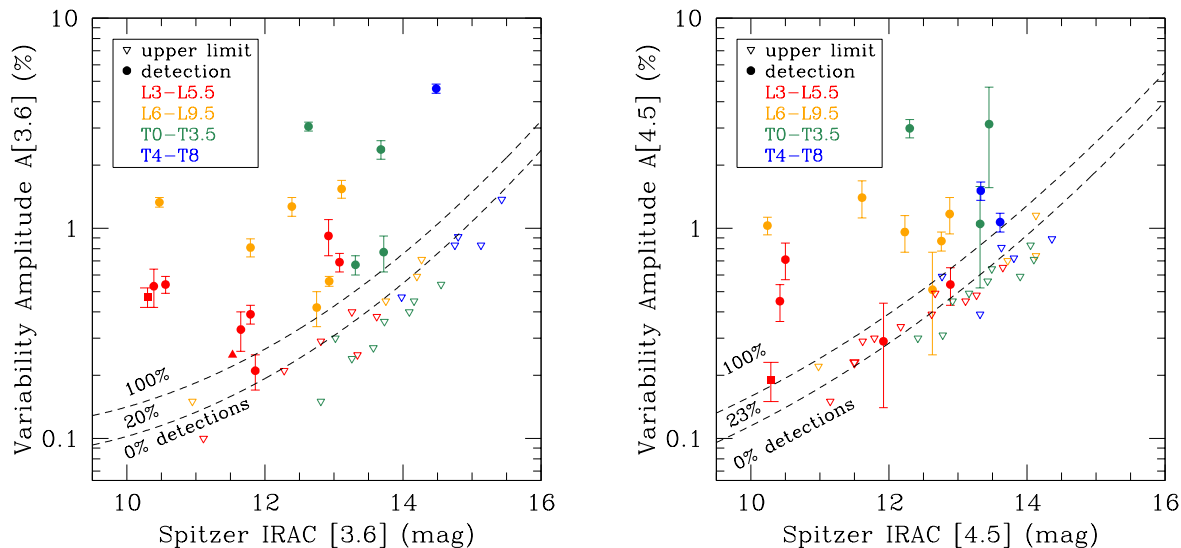 10
1
0.1
10
12
14
16
Variability Amplitude A[3.6] (%)
Spitzer IRAC [3.6] (mag)
upper limit
detection
L3-L5.5
L6-L9.5
T0-T3.5
T4-T8
100%
20%
0% detections
10
1
0.1
10
12
14
16
Variability Amplitude A[4.5] (%)
Spitzer IRAC [4.5] (mag)
upper limit
detection
L3-L5.5
L6-L9.5
T0-T3.5
T4-T8
100%
23%
0% detections